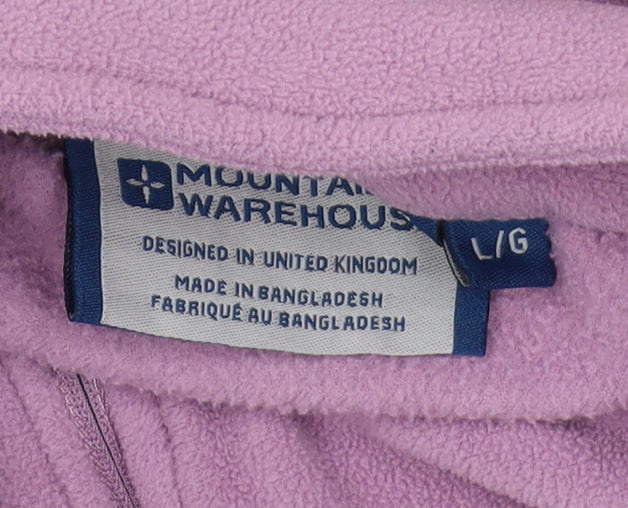 MOUNTAI
WAREHOUS
L/G
DESIGNED IN UNITED KINGDOM
MADE IN BANGLADESH
FABRIQUÉ AU BANGLADESH